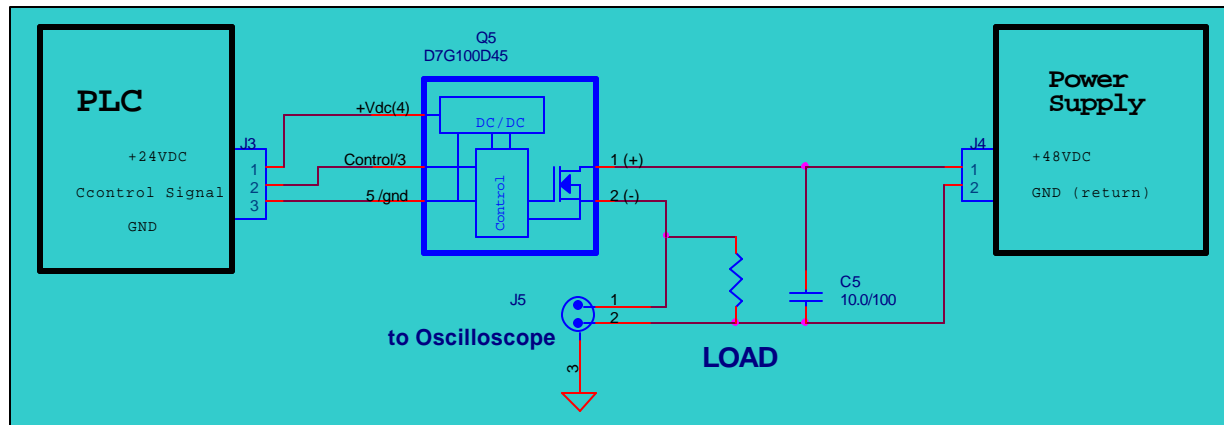 Q5
D7G100D45
PLC
+24VDC
Ccontrol Signal
GND
J3
1
2
3
+Vdc(4)
Control/3
5 /gnd
DC/DC
Control
1 (+)
2 (-)
J4
1
2
Power
Supply
+48VDC
GND (return)
C5
10.0/100
J5
1
2
3
to Oscilloscope
LOAD